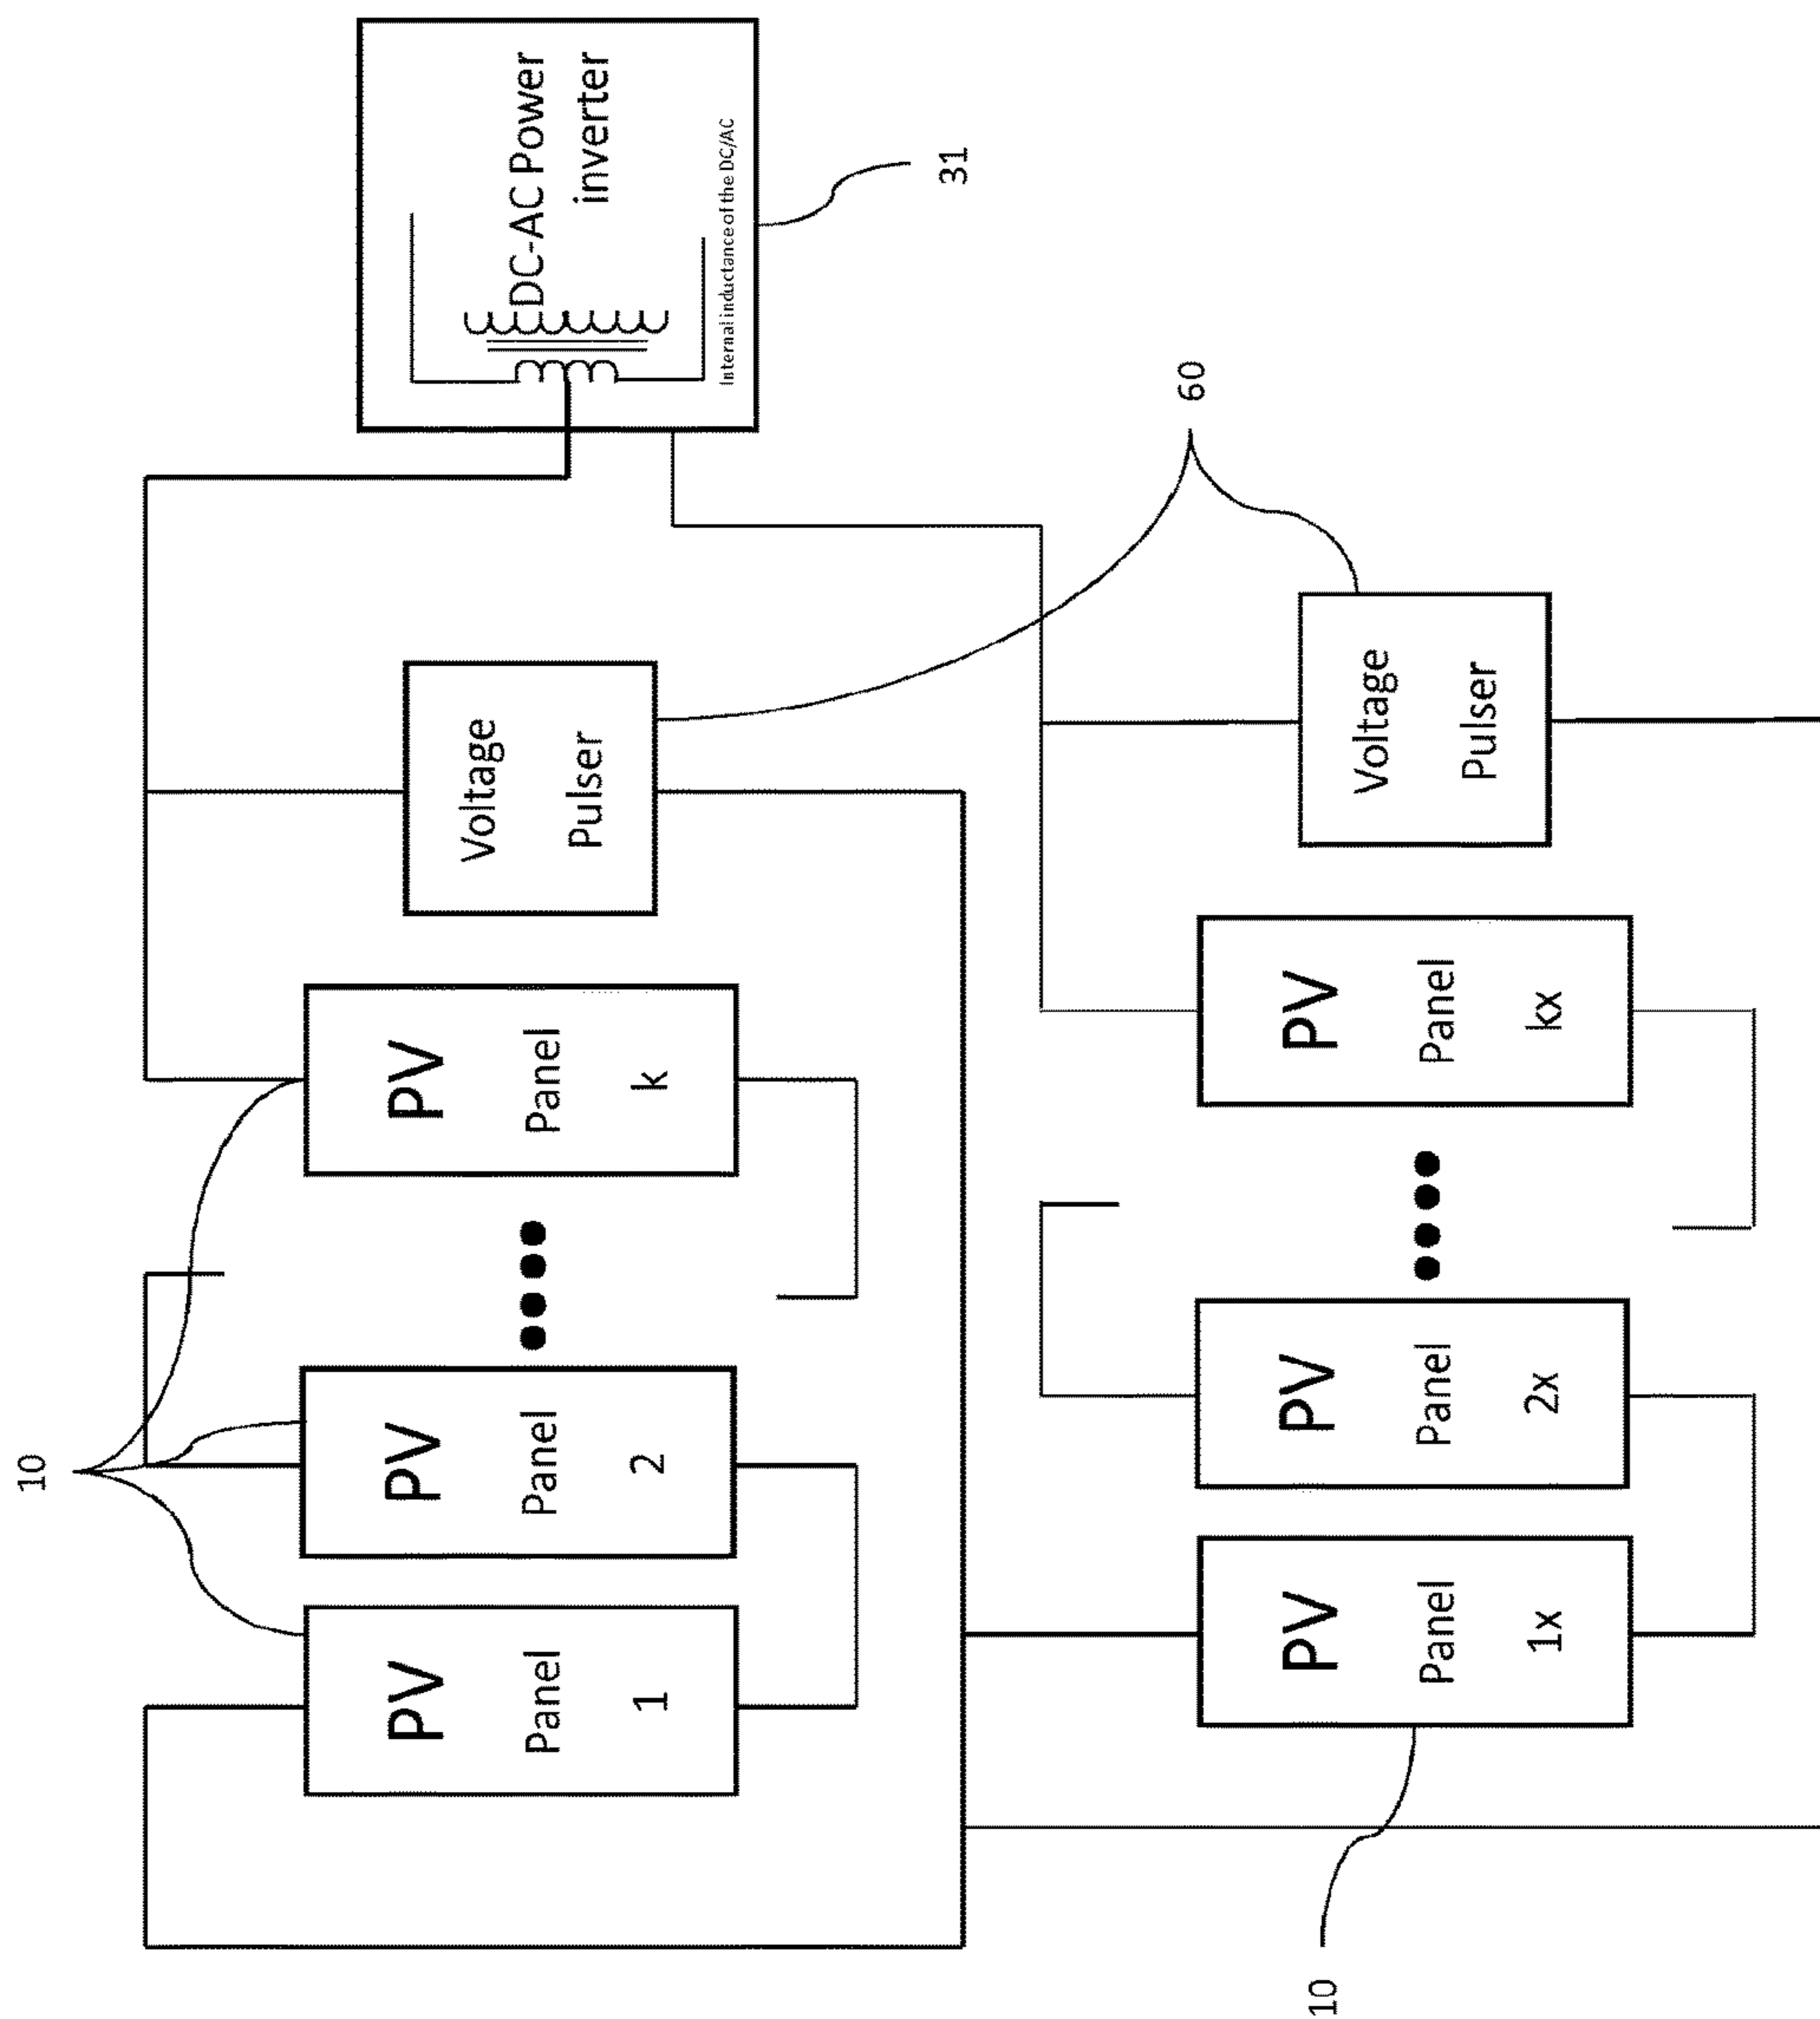 DC-AC Power
inverter
Internal inductance of the DC/AC
31
10
PV
Panel
1
PV
Panel
2
PV
Panel
k
Voltage
Pulser
60
10
PV
Panel
1x
PV
Panel
2x
PV
Panel
kx
Voltage
Pulser